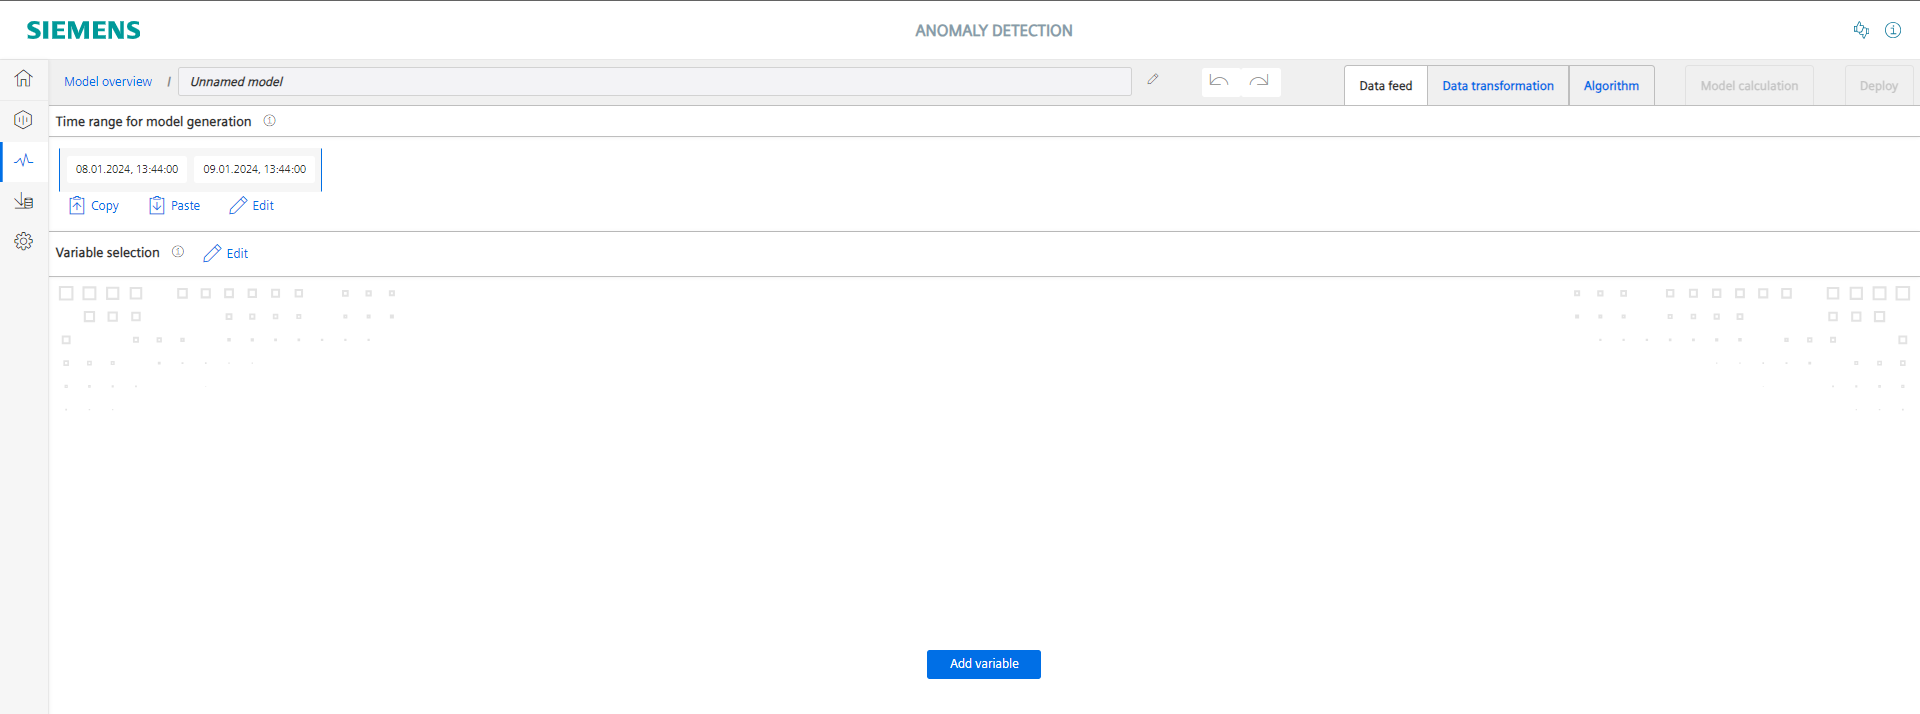 SIEMENS
ANOMALY DETECTION
Model overview / Unnamed model
Data feed
Data transformation
Algorithm
Model calculation
Deploy
Time range for model generation
08.01.2024, 13:44:00
09.01.2024, 13:44:00
Copy
Paste
Edit
Variable selection
Edit
Add variable